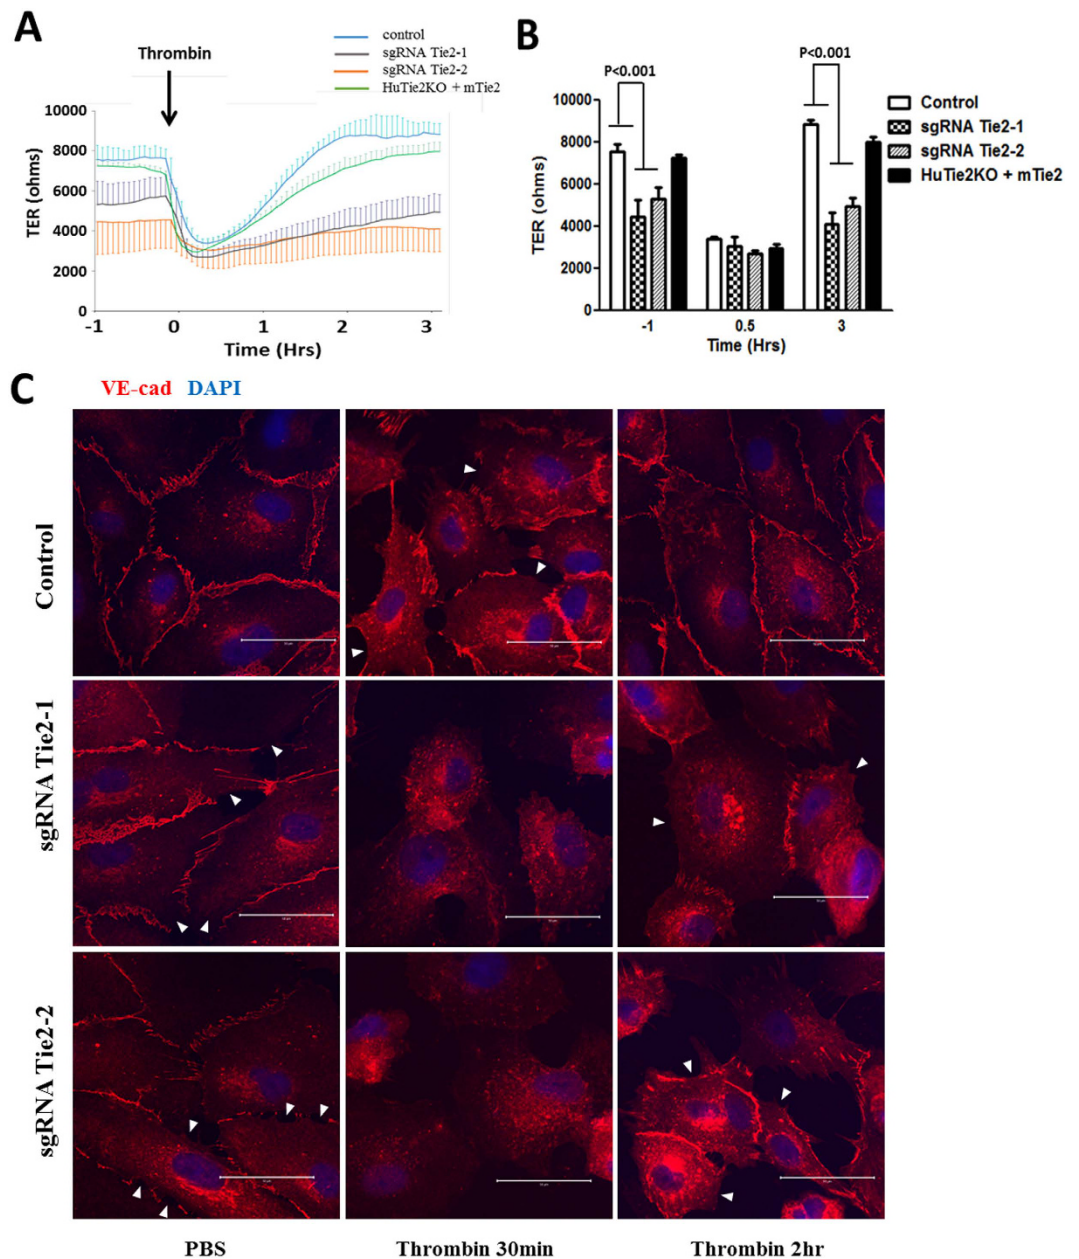 A
Thrombin
control
sgRNA Tie2-1
sgRNA Tie2-2
HuTie2KO + mTie2
10000
8000
6000
4000
2000
0
TER (ohms)
-1 0 1 2 3
Time (Hrs)
B
P<0.001
P<0.001
10000
8000
6000
4000
2000
0
TER (ohms)
-1 0.5 3
Time (Hrs)
Control
sgRNA Tie2-1
sgRNA Tie2-2
HuTie2KO + mTie2
C
VE-cad DAPI
Control
sgRNA Tie2-1
sgRNA Tie2-2
PBS Thrombin 30min Thrombin 2hr